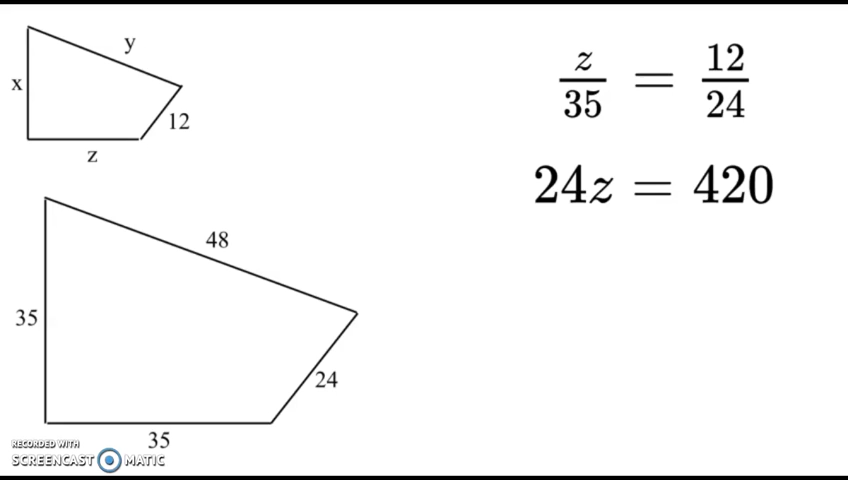 y
x
12
z
48
35
24
35
z/35 = 12/24
24z = 420
RECORDED WITH
SCREENCAST MATIC